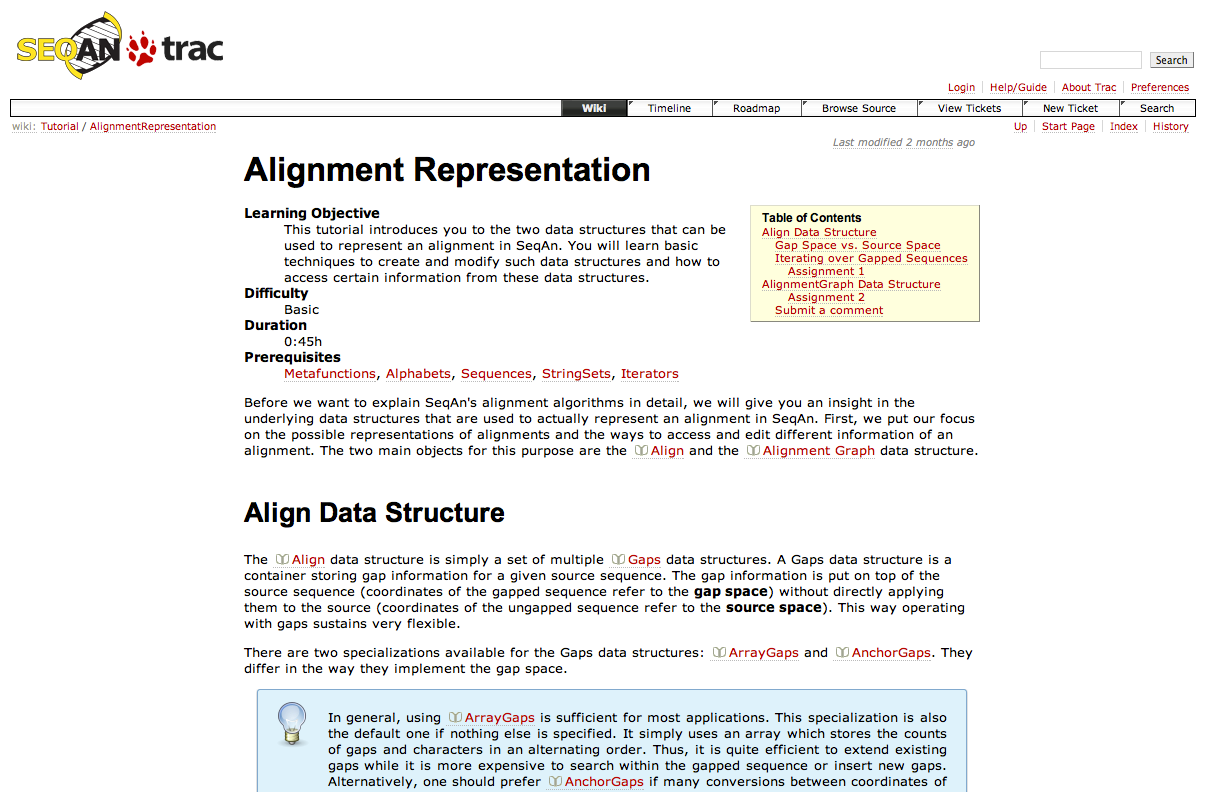 SEQAN trac
Search
Login Help/Guide About Trac Preferences
Wiki Timeline Roadmap Browse Source View Tickets New Ticket Search
wiki: Tutorial / AlignmentRepresentation
Up Start Page Index History
Last modified 2 months ago
Alignment Representation
Learning Objective
This tutorial introduces you to the two data structures that can be
used to represent an alignment in SeqAn. You will learn basic
techniques to create and modify such data structures and how to
access certain information from these data structures.
Difficulty
Basic
Duration
0:45h
Prerequisites
Metafunctions, Alphabets, Sequences, StringSets, Iterators
Table of Contents
Align Data Structure
Gap Space vs. Source Space
Iterating over Gapped Sequences
Assignment 1
AlignmentGraph Data Structure
Assignment 2
Submit a comment
Before we want to explain SeqAn's alignment algorithms in detail, we will give you an insight in the
underlying data structures that are used to actually represent an alignment in SeqAn. First, we put our focus
on the possible representations of alignments and the ways to access and edit different information of an
alignment. The two main objects for this purpose are the Align and the Alignment Graph data structure.
Align Data Structure
The Align data structure is simply a set of multiple Gaps data structures. A Gaps data structure is a
container storing gap information for a given source sequence. The gap information is put on top of the
source sequence (coordinates of the gapped sequence refer to the gap space) without directly applying
them to the source (coordinates of the ungapped sequence refer to the source space). This way operating
with gaps sustains very flexible.
There are two specializations available for the Gaps data structures: ArrayGaps and AnchorGaps. They
differ in the way they implement the gap space.
In general, using ArrayGaps is sufficient for most applications. This specialization is also
the default one if nothing else is specified. It simply uses an array which stores the counts
of gaps and characters in an alternating order. Thus, it is quite efficient to extend existing
gaps while it is more expensive to search within the gapped sequence or insert new gaps.
Alternatively, one should prefer AnchorGaps if many conversions between coordinates of